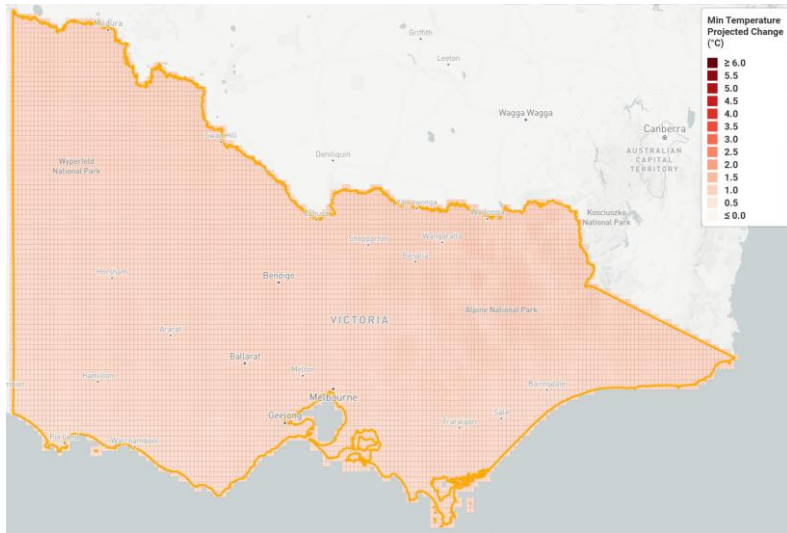 Mildura
Griffith
Leeton
Min Temperature
Projected Change
(°C)
≥ 6.0
5.5
5.0
4.5
4.0
3.5
3.0
2.5
2.0
1.5
1.0
0.5
≤ 0.0
Wagga Wagga
Canberra
AUSTRALIAN
CAPITAL
TERRITORY
Swan Hill
Deniliquin
Wyperfeld
National Park
Echuca
Yarrawonga
Wodonga
Kosciuszko
National Park
Shepparton
Wangaratta
Benalla
Horsham
Bendigo
Alpine National Park
VICTORIA
Ararat
Ballarat
Melton
Hamilton
Bairnsdale
Melbourne
Geelong
Sale
Traralgon
Portland
Warrnambool